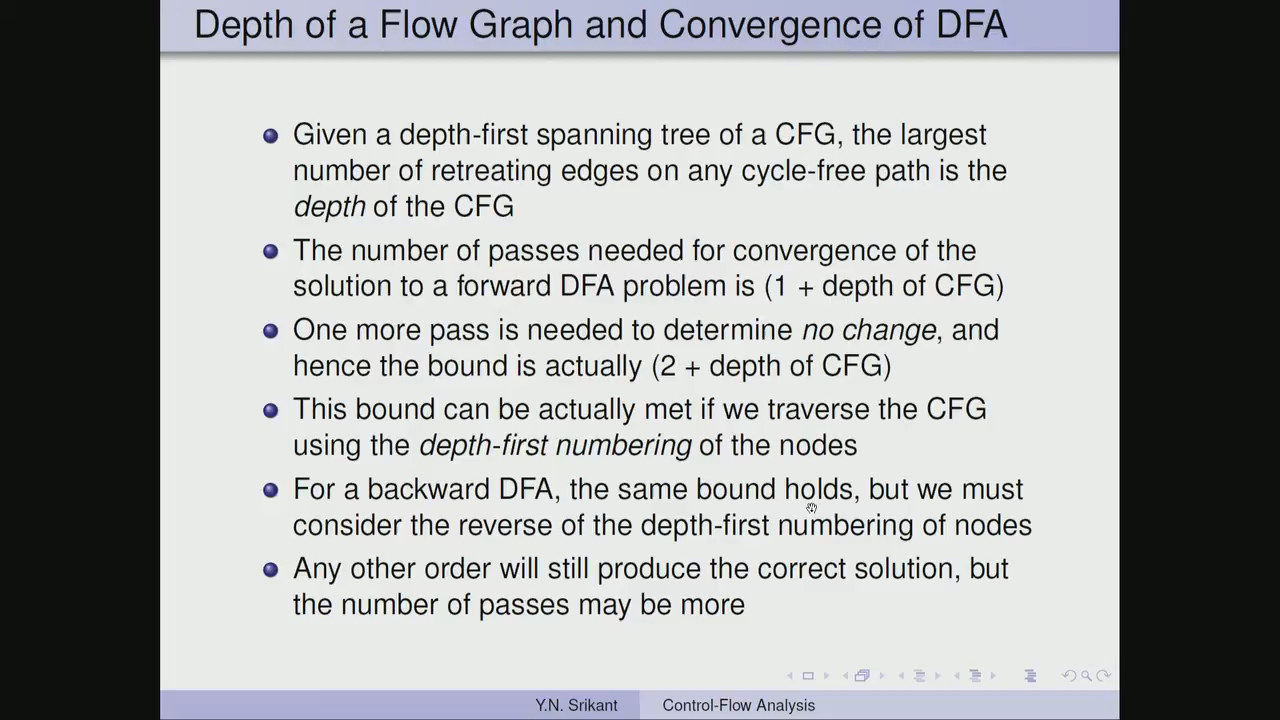 Depth of a Flow Graph and Convergence of DFA
Given a depth-first spanning tree of a CFG, the largest
number of retreating edges on any cycle-free path is the
depth of the CFG
The number of passes needed for convergence of the
solution to a forward DFA problem is (1 + depth of CFG)
One more pass is needed to determine no change, and
hence the bound is actually (2 + depth of CFG)
This bound can be actually met if we traverse the CFG
using the depth-first numbering of the nodes
For a backward DFA, the same bound holds, but we must
consider the reverse of the depth-first numbering of nodes
Any other order will still produce the correct solution, but
the number of passes may be more
Y.N. Srikant
Control-Flow Analysis